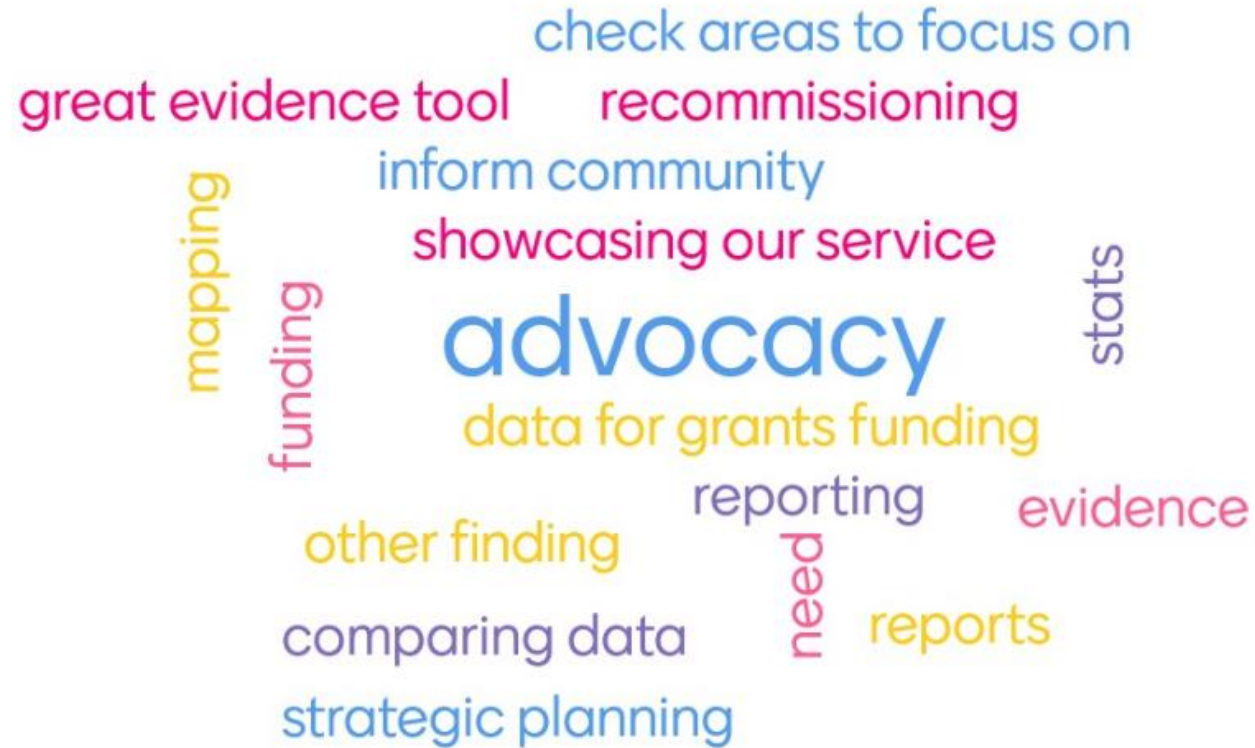 check areas to focus on
great evidence tool
recommissioning
inform community
mapping
showcasing our service
stats
funding
advocacy
data for grants funding
reporting
evidence
other finding
need
comparing data
reports
strategic planning